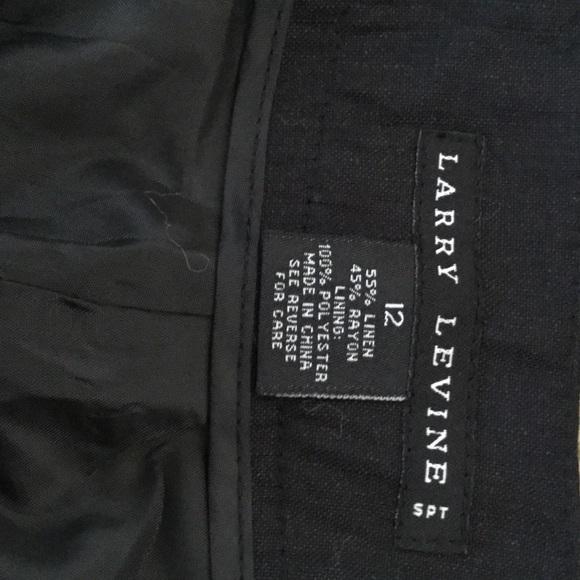 LARRY LEVINE
SPT
12
55% LINEN
45% RAYON
LINING:
100% POLYESTER
MADE IN CHINA
SEE REVERSE
FOR CARE